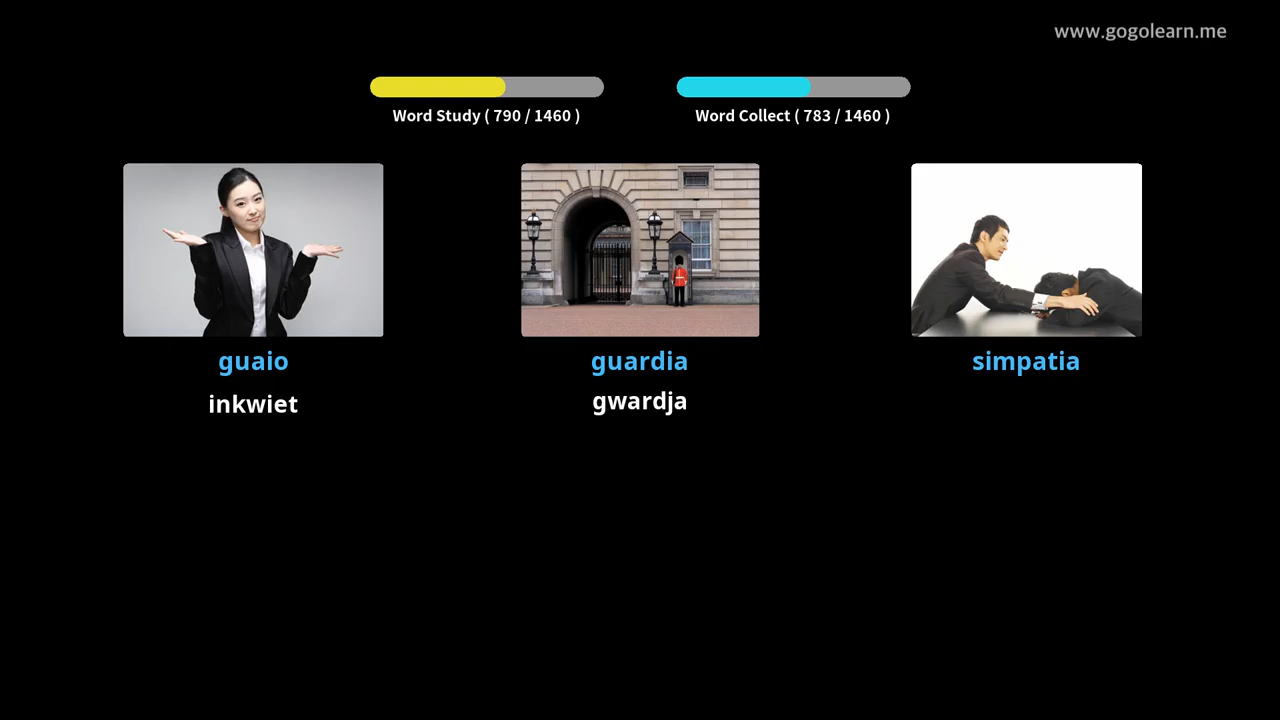 www.gogolearn.me
Word Study ( 790 / 1460 )
Word Collect ( 783 / 1460 )
guaio
inkwiet
guardia
gwardja
simpatia